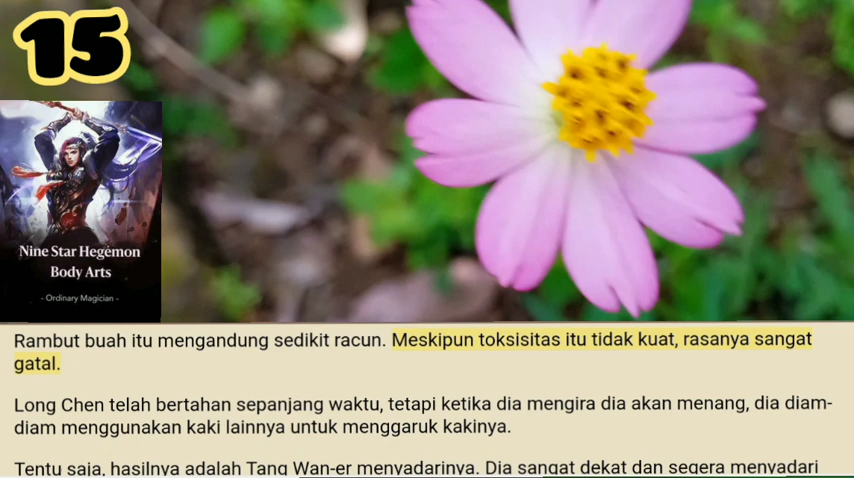 15
Nine Star Hegemon
Body Arts
- Ordinary Magician -
Rambut buah itu mengandung sedikit racun. Meskipun toksisitas itu tidak kuat, rasanya sangat
gatal.
Long Chen telah bertahan sepanjang waktu, tetapi ketika dia mengira dia akan menang, dia diam-
diam menggunakan kaki lainnya untuk menggaruk kakinya.
Tentu saja, hasilnya adalah Tang Wan-er menyadarinya. Dia sangat dekat dan segera menyadari